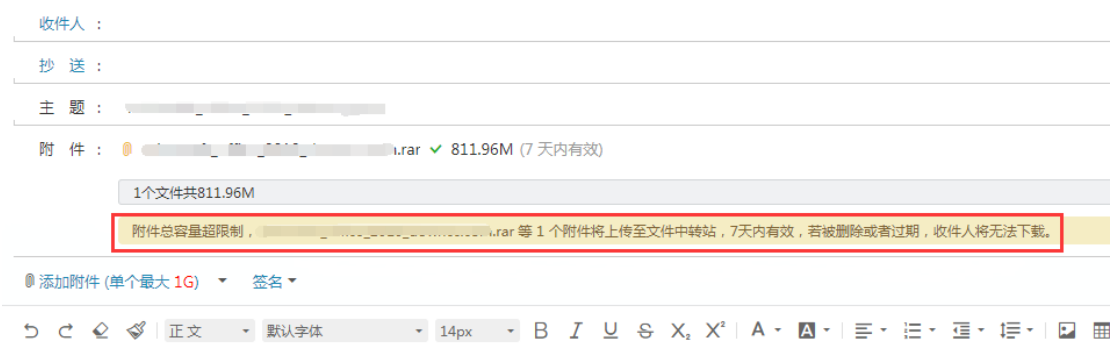 收件人 :
抄 送 :
主 题 :
附 件 : .rar 811.96M (7 天内有效)
1个文件共811.96M
附件总容量超限制， .rar 等 1 个附件将上传至文件中转站，7天内有效，若被删除或者过期，收件人将无法下载。
添加附件 (单个最大 1G) 签名
正文 默认字体 14px B I U S X₂ X² A A